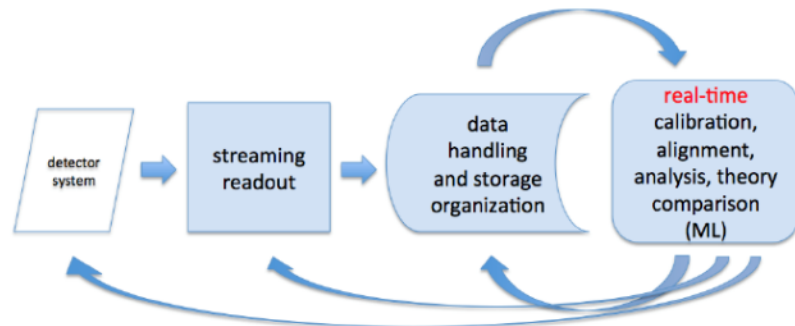 detector
system
streaming
readout
data
handling
and storage
organization
real-time
calibration,
alignment,
analysis, theory
comparison
(ML)